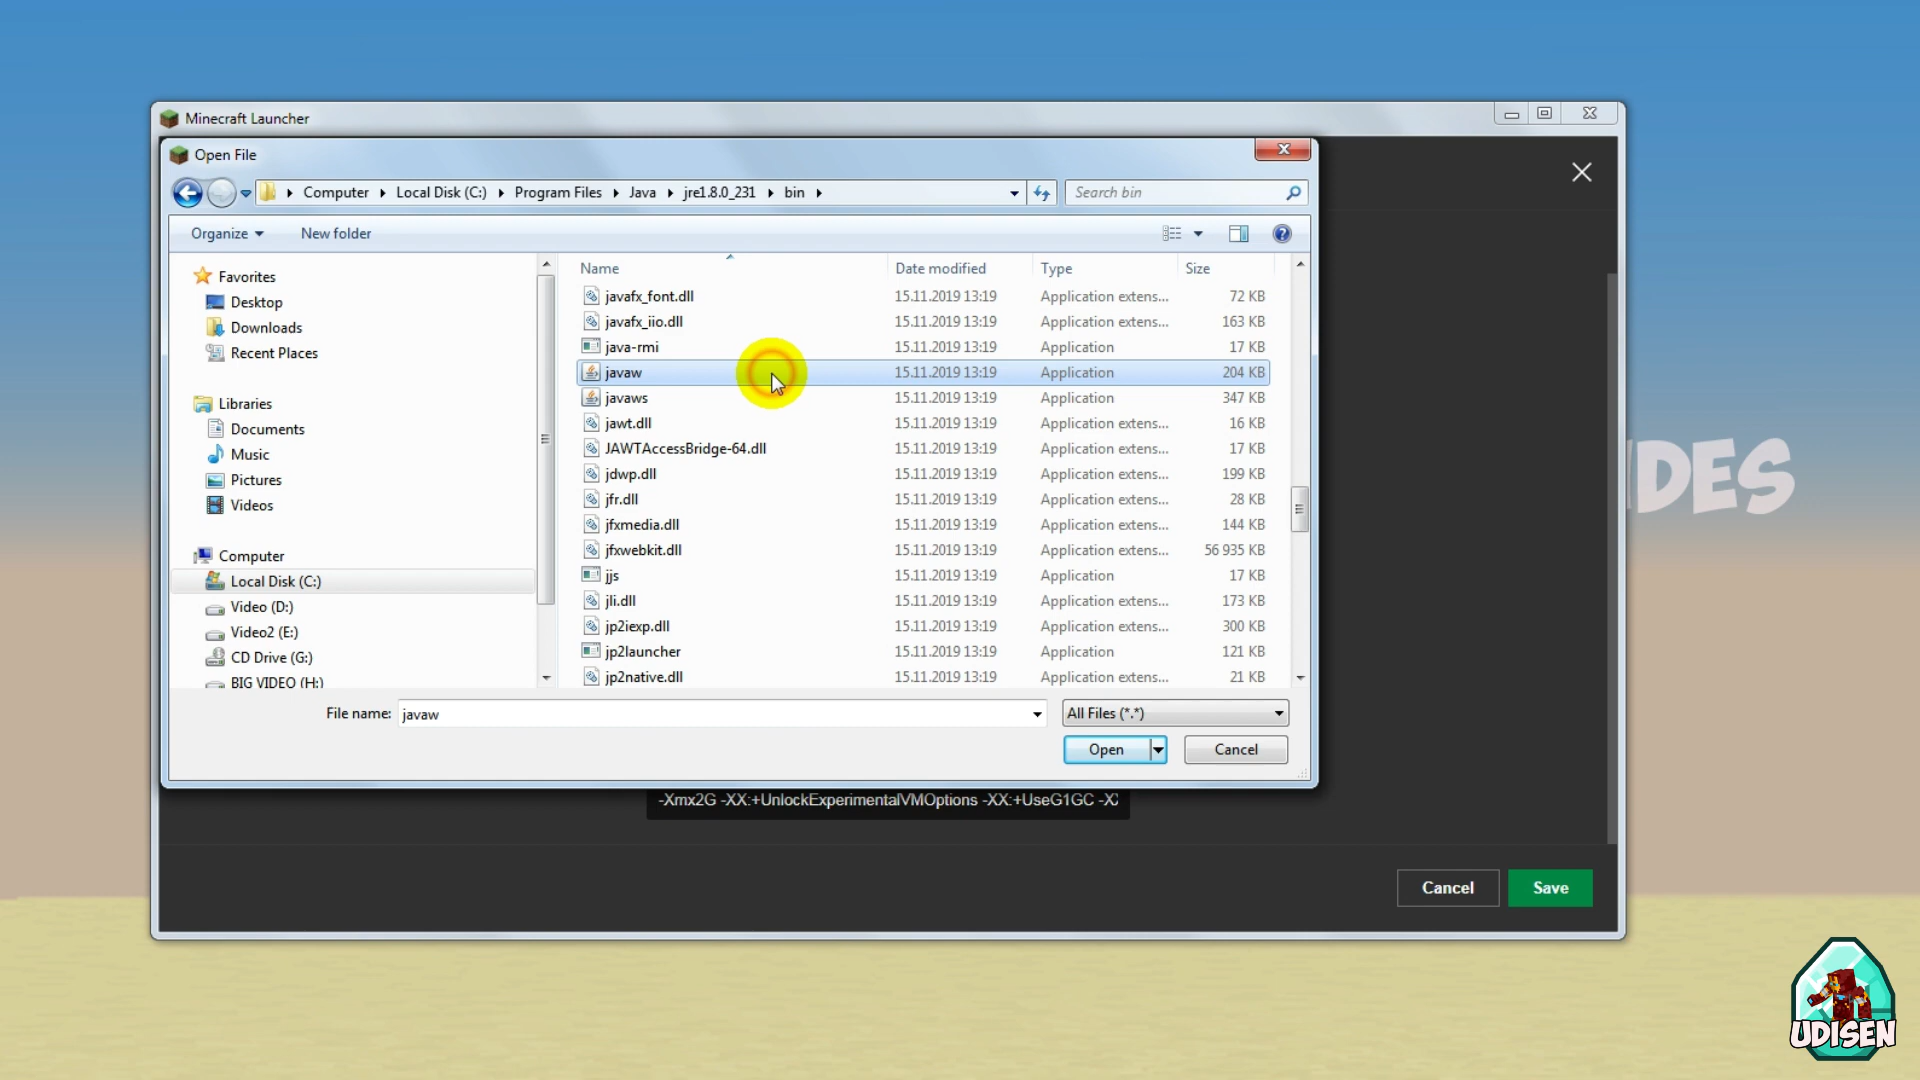 Minecraft Launcher
Open File
Computer Local Disk (C:) Program Files Java jre1.8.0_231 bin
Search bin
Organize New folder
Favorites
Desktop
Downloads
Recent Places
Libraries
Documents
Music
Pictures
Videos
Computer
Local Disk (C:)
Video (D:)
Video2 (E:)
CD Drive (G:)
BIG VIDEO (H:)
Name Date modified Type Size
javafx_font.dll 15.11.2019 13:19 Application extens... 72 KB
javafx_iio.dll 15.11.2019 13:19 Application extens... 163 KB
java-rmi 15.11.2019 13:19 Application 17 KB
javaw 15.11.2019 13:19 Application 204 KB
javaws 15.11.2019 13:19 Application 347 KB
jawt.dll 15.11.2019 13:19 Application extens... 16 KB
JAWTAccessBridge-64.dll 15.11.2019 13:19 Application extens... 17 KB
jdwp.dll 15.11.2019 13:19 Application extens... 199 KB
jfr.dll 15.11.2019 13:19 Application extens... 28 KB
jfxmedia.dll 15.11.2019 13:19 Application extens... 144 KB
jfxwebkit.dll 15.11.2019 13:19 Application extens... 56 935 KB
jjs 15.11.2019 13:19 Application 17 KB
jli.dll 15.11.2019 13:19 Application extens... 173 KB
jp2iexp.dll 15.11.2019 13:19 Application extens... 300 KB
jp2launcher 15.11.2019 13:19 Application 121 KB
jp2native.dll 15.11.2019 13:19 Application extens... 21 KB
File name: javaw All Files (*.*)
Open Cancel
-Xmx2G -XX:+UnlockExperimentalVMOptions -XX:+UseG1GC -X
Cancel Save
IDES
UDISEN